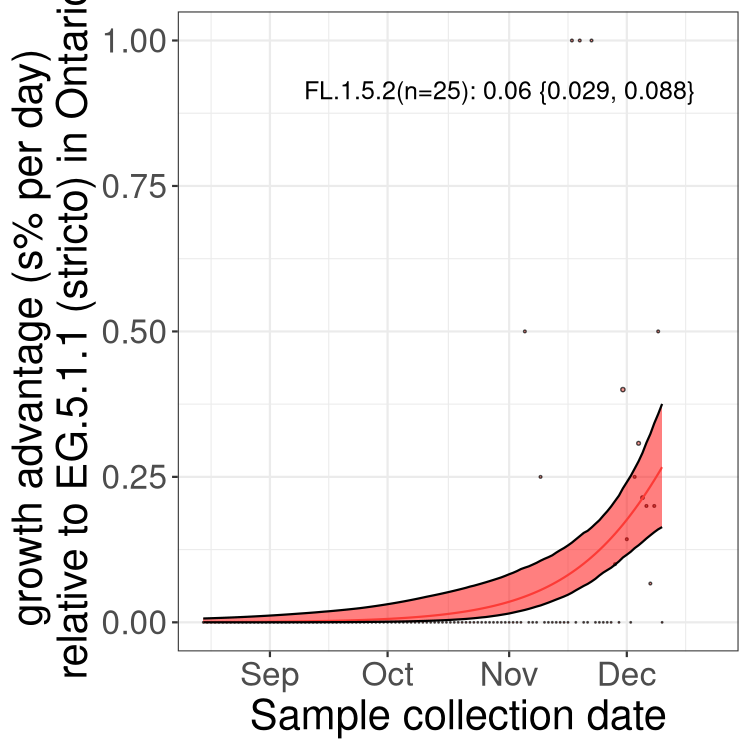 growth advantage (s% per day)
relative to EG.5.1.1 (stricto) in Ontario
1.00
FL.1.5.2(n=25): 0.06 {0.029, 0.088}
0.75
0.50
0.25
0.00
Sep Oct Nov Dec
Sample collection date